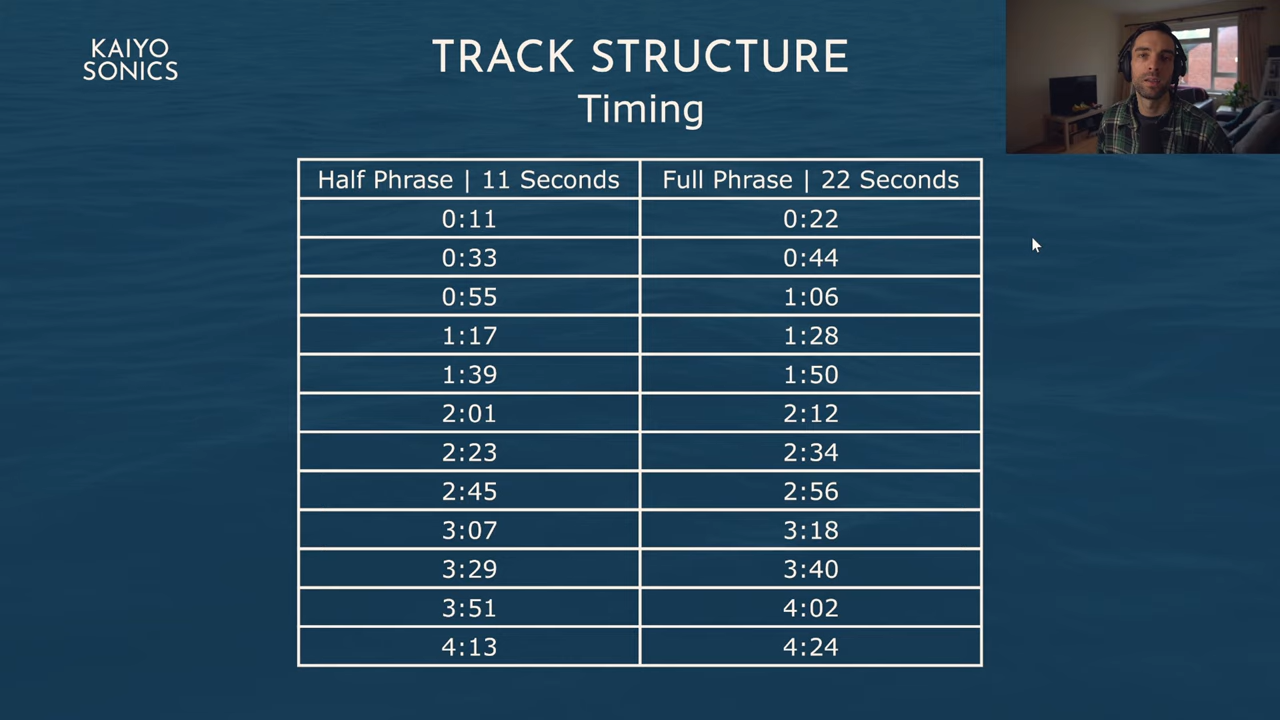 KAIYO
SONICS
TRACK STRUCTURE
Timing
Half Phrase | 11 Seconds Full Phrase | 22 Seconds
0:11 0:22
0:33 0:44
0:55 1:06
1:17 1:28
1:39 1:50
2:01 2:12
2:23 2:34
2:45 2:56
3:07 3:18
3:29 3:40
3:51 4:02
4:13 4:24